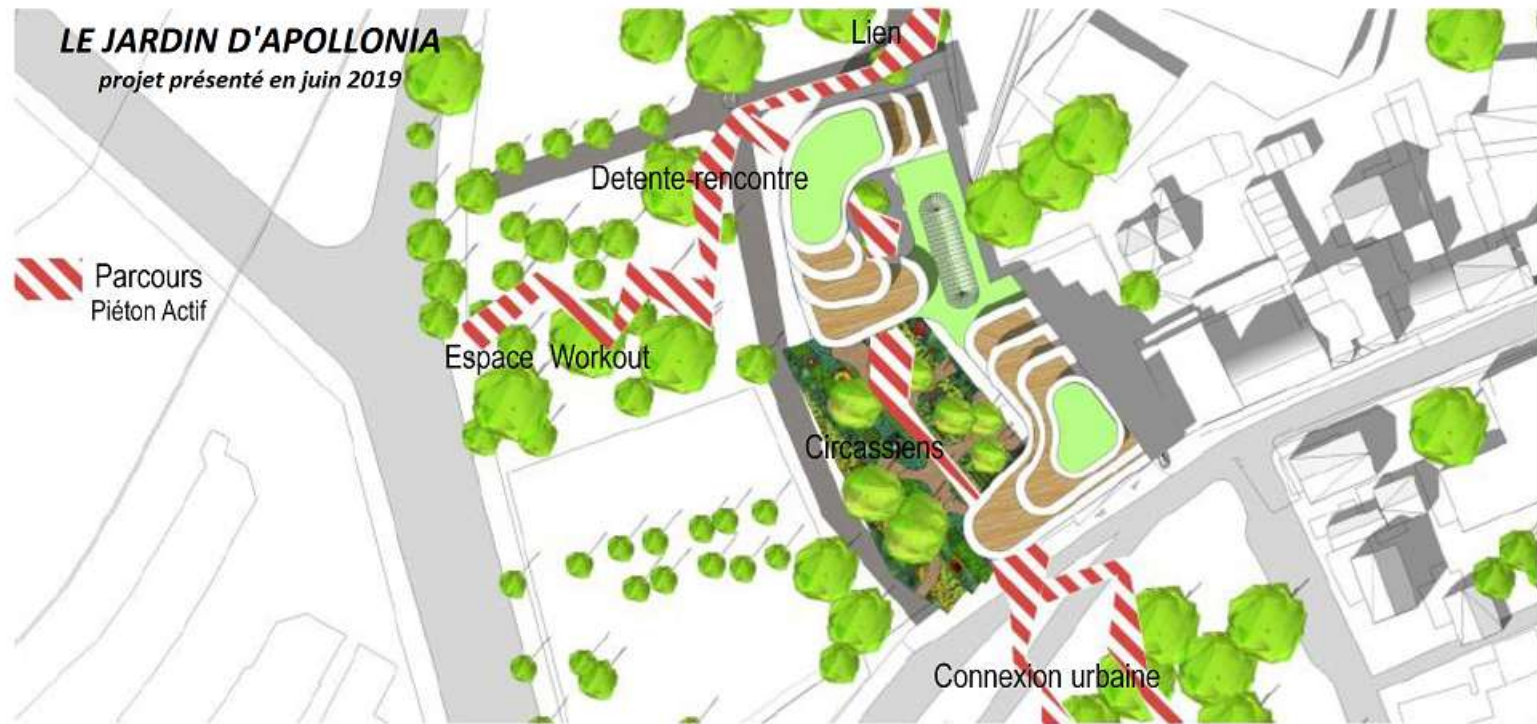 LE JARDIN D'APOLLONIA
projet présenté en juin 2019
Lien
Detente-rencontre
Parcours
Piéton Actif
Espace Workout
Circassiens
Connexion urbaine